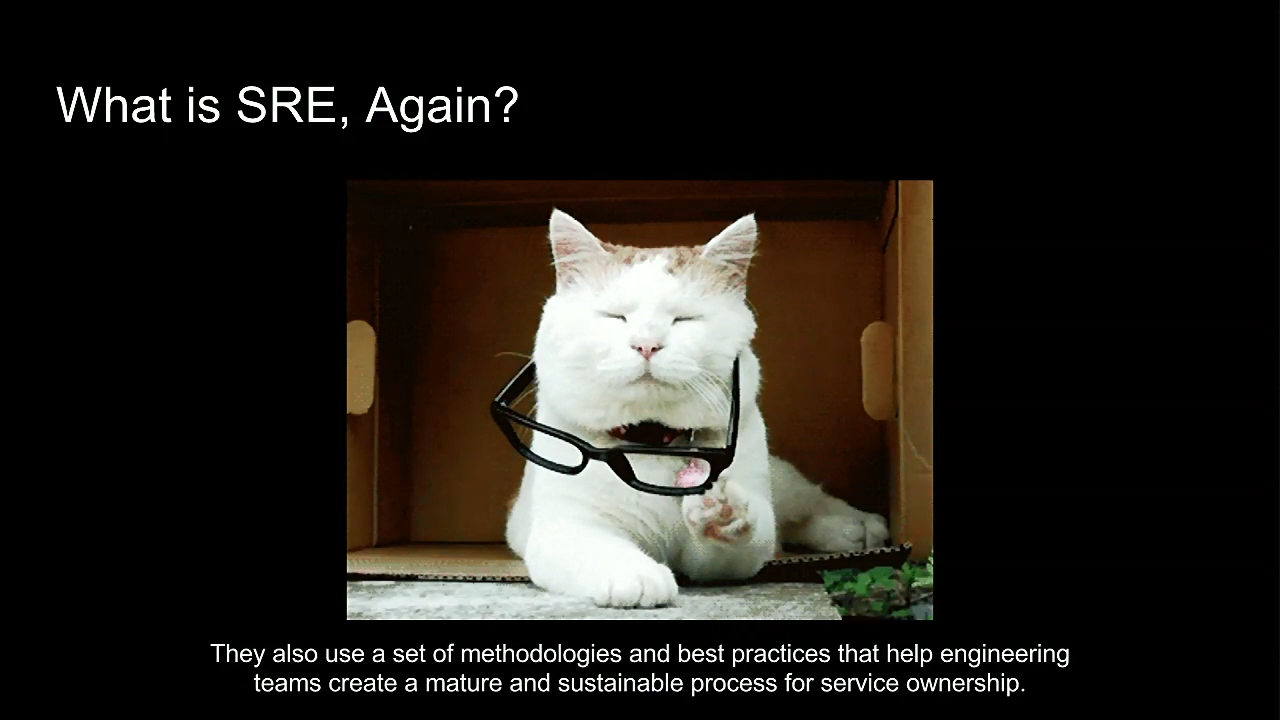 What is SRE, Again?
They also use a set of methodologies and best practices that help engineering
teams create a mature and sustainable process for service ownership.